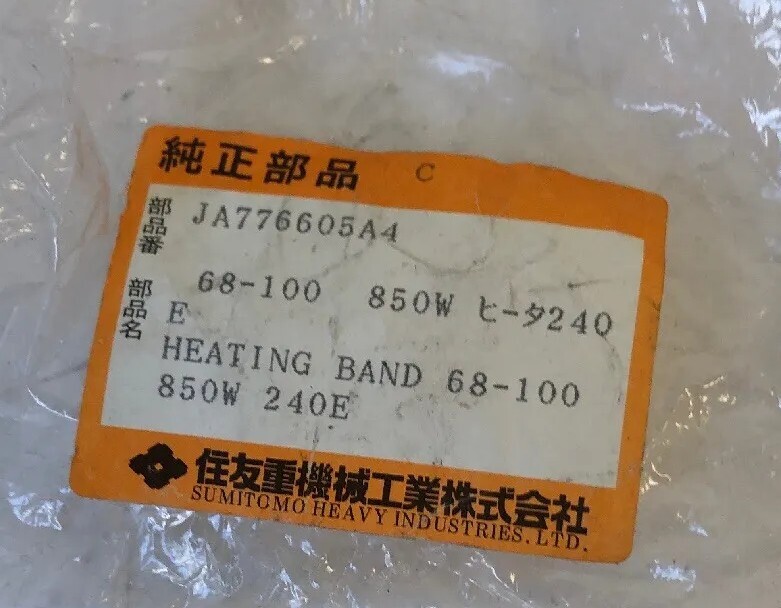 純正部品 C
部品番 JA776605A4
部品名 68-100 850W ヒータ240
E
HEATING BAND 68-100
850W 240E
住友重機械工業株式会社
SUMITOMO HEAVY INDUSTRIES. LTD.